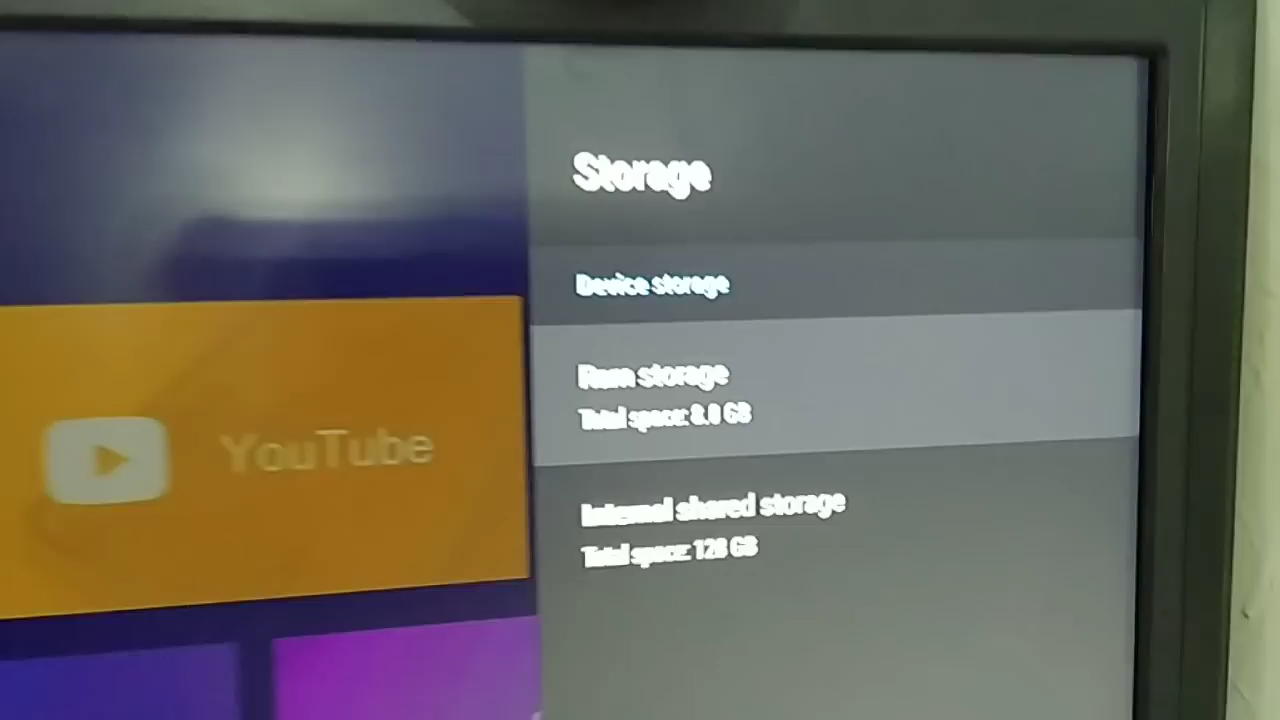 Storage
Device storage
Ram storage
Total space: 8.0 GB
Internal shared storage
Total space: 128 GB
YouTube